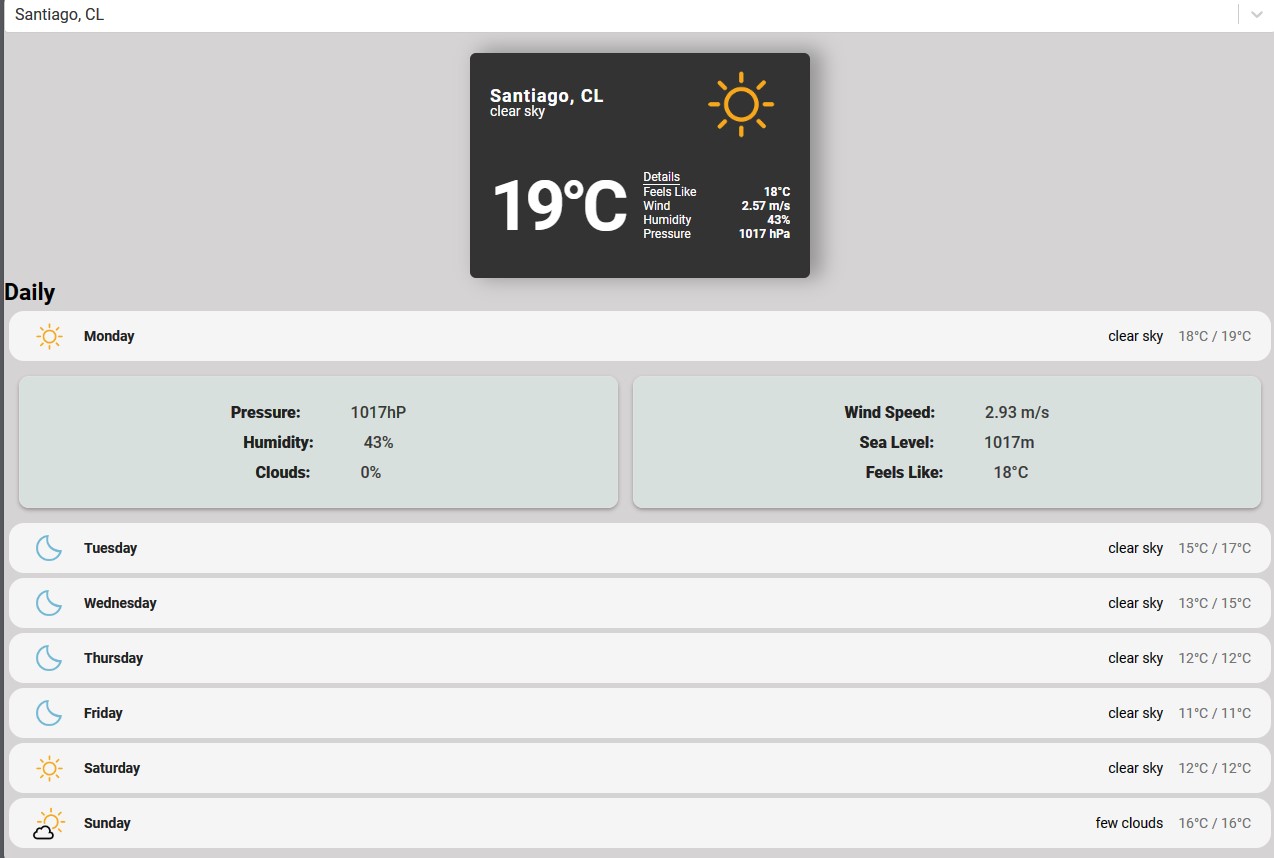 Santiago, CL
Santiago, CL
clear sky
19°C
Details
Feels Like 18°C
Wind 2.57 m/s
Humidity 43%
Pressure 1017 hPa
Daily
Monday clear sky 18°C / 19°C
Pressure: 1017hP
Humidity: 43%
Clouds: 0%
Wind Speed: 2.93 m/s
Sea Level: 1017m
Feels Like: 18°C
Tuesday clear sky 15°C / 17°C
Wednesday clear sky 13°C / 15°C
Thursday clear sky 12°C / 12°C
Friday clear sky 11°C / 11°C
Saturday clear sky 12°C / 12°C
Sunday few clouds 16°C / 16°C